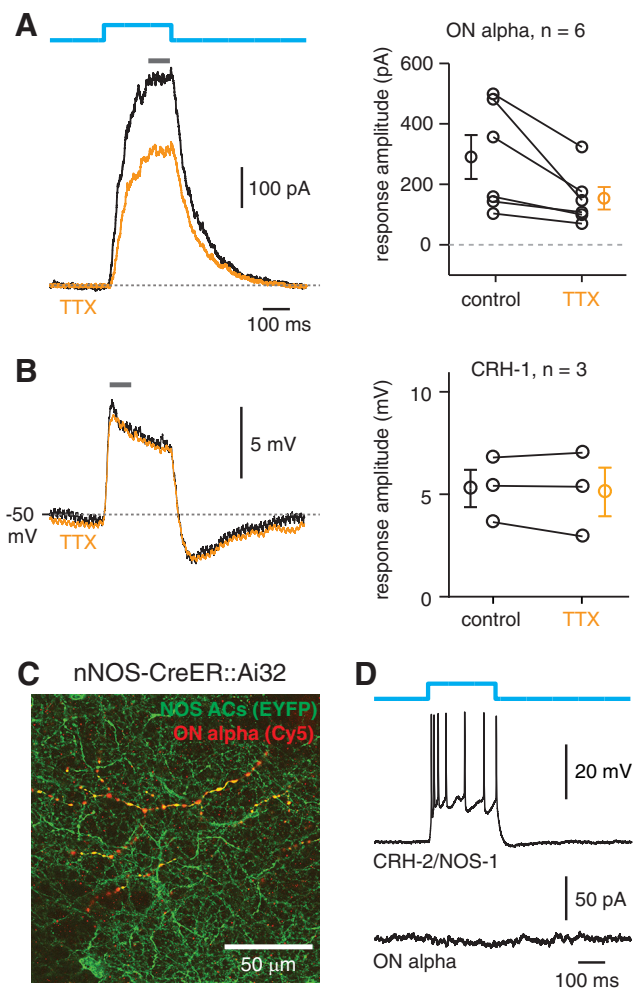 A
ON alpha, n = 6
response amplitude (pA)
600
400
200
0
100 pA
TTX
100 ms
control
TTX
B
CRH-1, n = 3
response amplitude (mV)
10
5
0
5 mV
-50
mV
TTX
control
TTX
C
nNOS-CreER::Ai32
NOS ACs (EYFP)
ON alpha (Cy5)
50 µm
D
20 mV
CRH-2/NOS-1
50 pA
ON alpha
100 ms